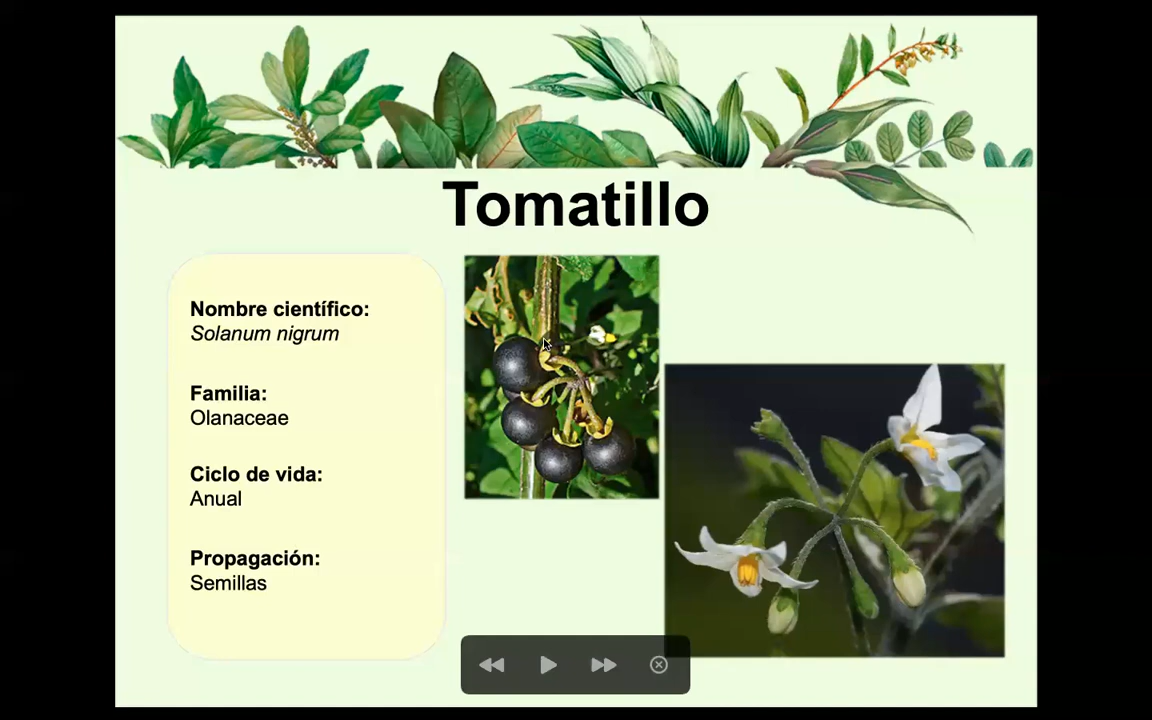 Tomatillo
Nombre científico:
Solanum nigrum
Familia:
Olanaceae
Ciclo de vida:
Anual
Propagación:
Semillas